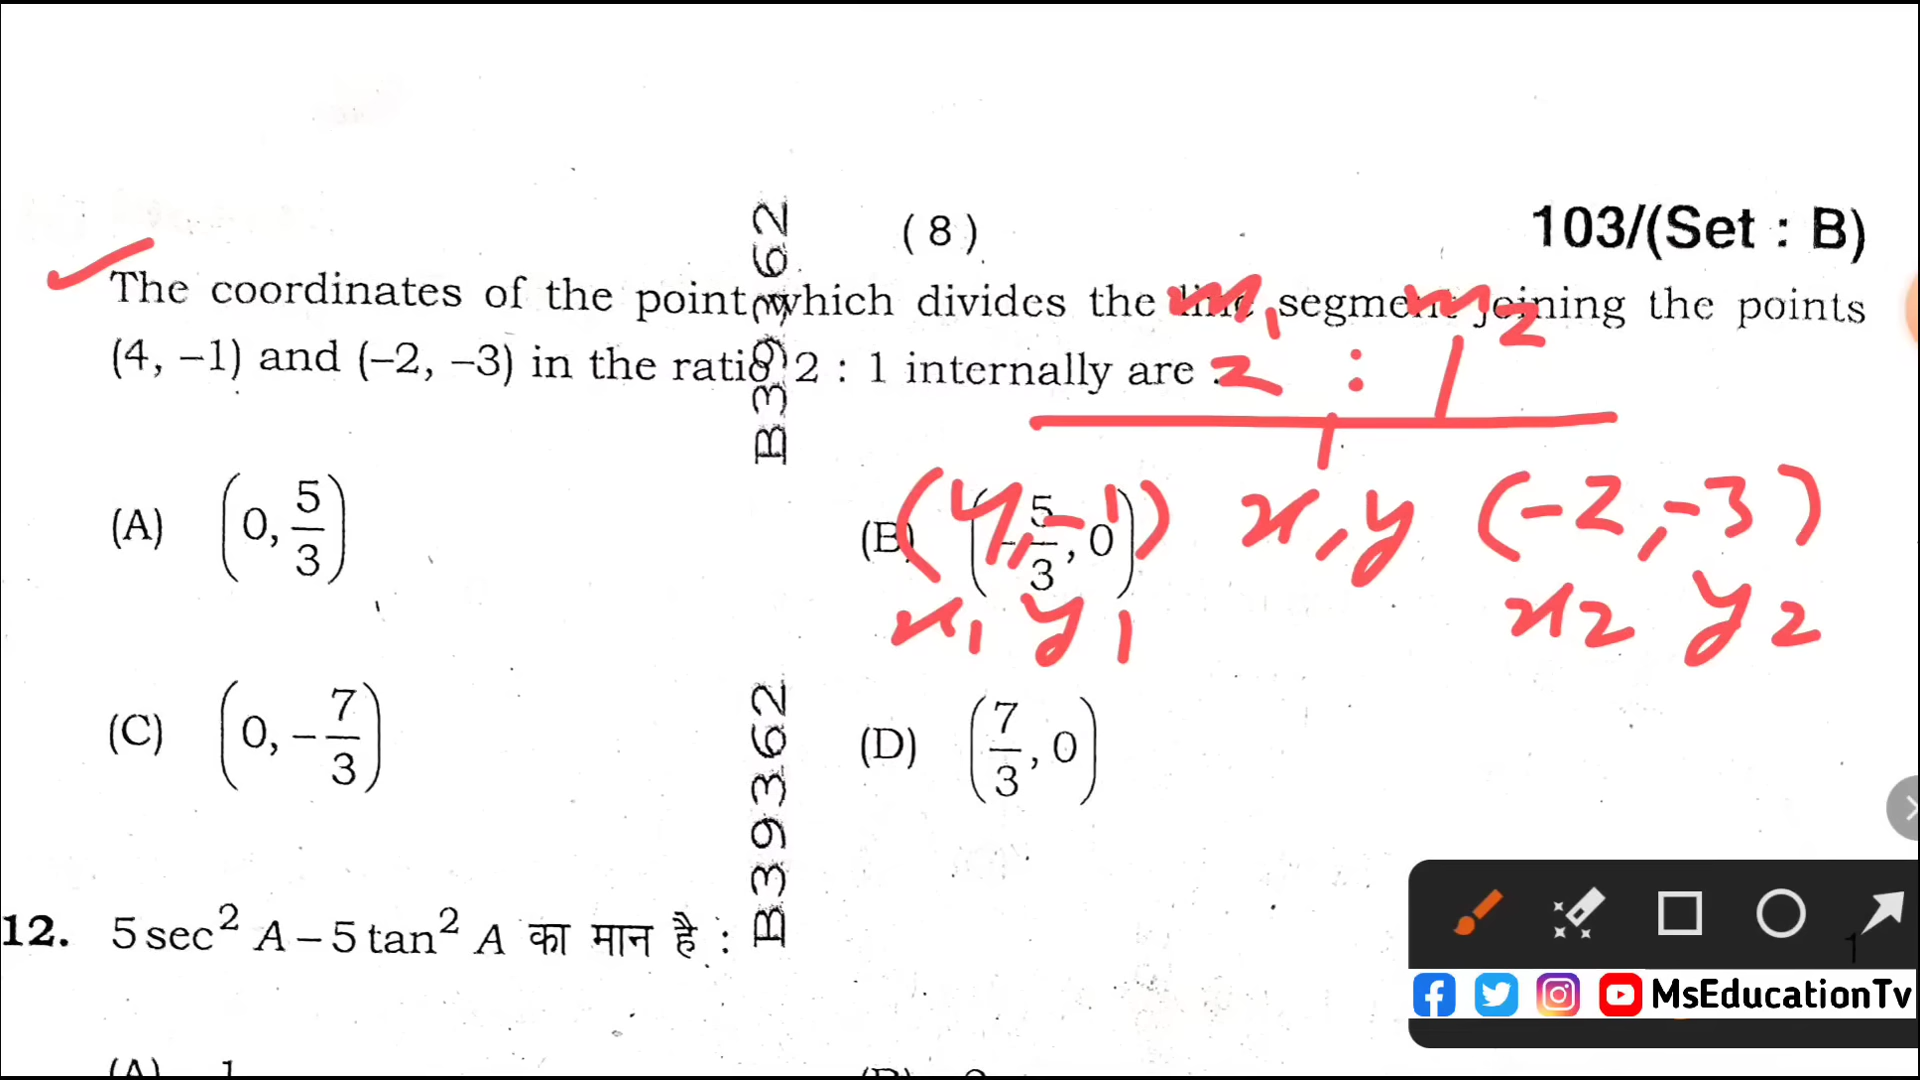 ( 8 )
103/(Set : B)
The coordinates of the point which divides the line segment joining the points
(4, –1) and (–2, –3) in the ratio 2 : 1 internally are :
m1 m2
2 : 1
(A) (0, 5/3)
(B) (–5/3, 0)
(4, -1) x, y (-2, -3)
x1 y1 x2 y2
(C) (0, –7/3)
(D) (7/3, 0)
B39362
B39362
12. 5 sec² A – 5 tan² A का मान है :
1
MsEducationTv
(A) 1